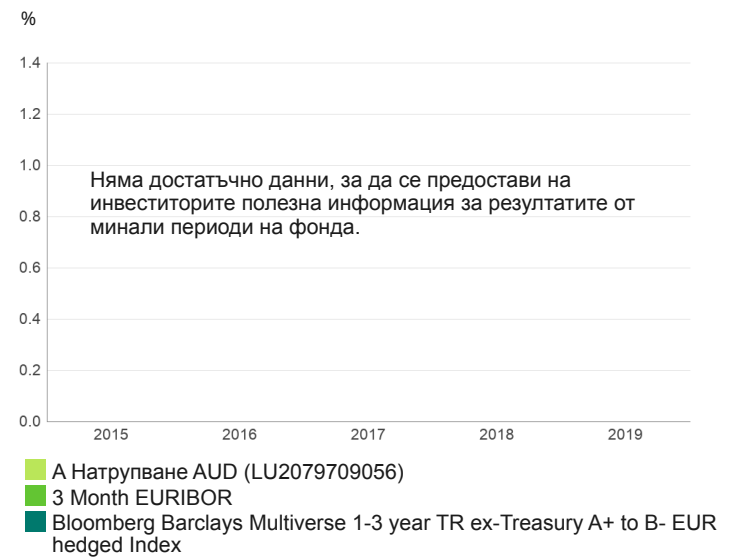 %
1.4
1.2
1.0
0.8
0.6
0.4
0.2
0.0
Няма достатъчно данни, за да се предостави на
инвеститорите полезна информация за резултатите от
минали периоди на фонда.
2015 2016 2017 2018 2019
А Натрупване AUD (LU2079709056)
3 Month EURIBOR
Bloomberg Barclays Multiverse 1-3 year TR ex-Treasury A+ to B- EUR
hedged Index